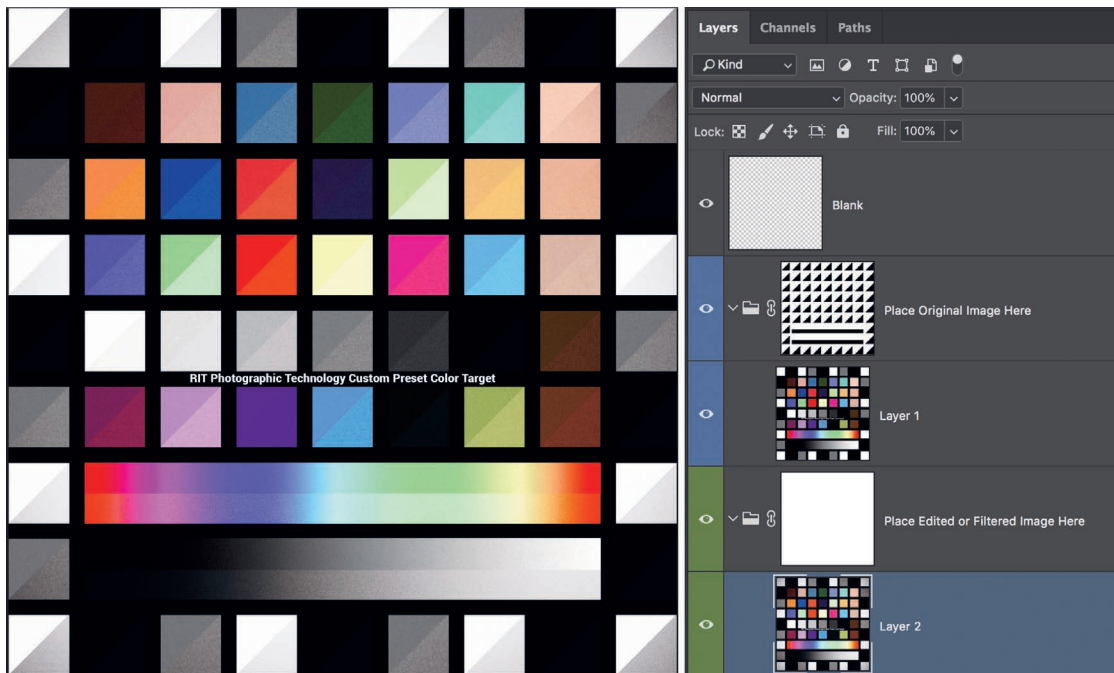 RIT Photographic Technology Custom Preset Color Target
Layers Channels Paths
Kind
Normal Opacity: 100%
Lock: Fill: 100%
Blank
Place Original Image Here
Layer 1
Place Edited or Filtered Image Here
Layer 2